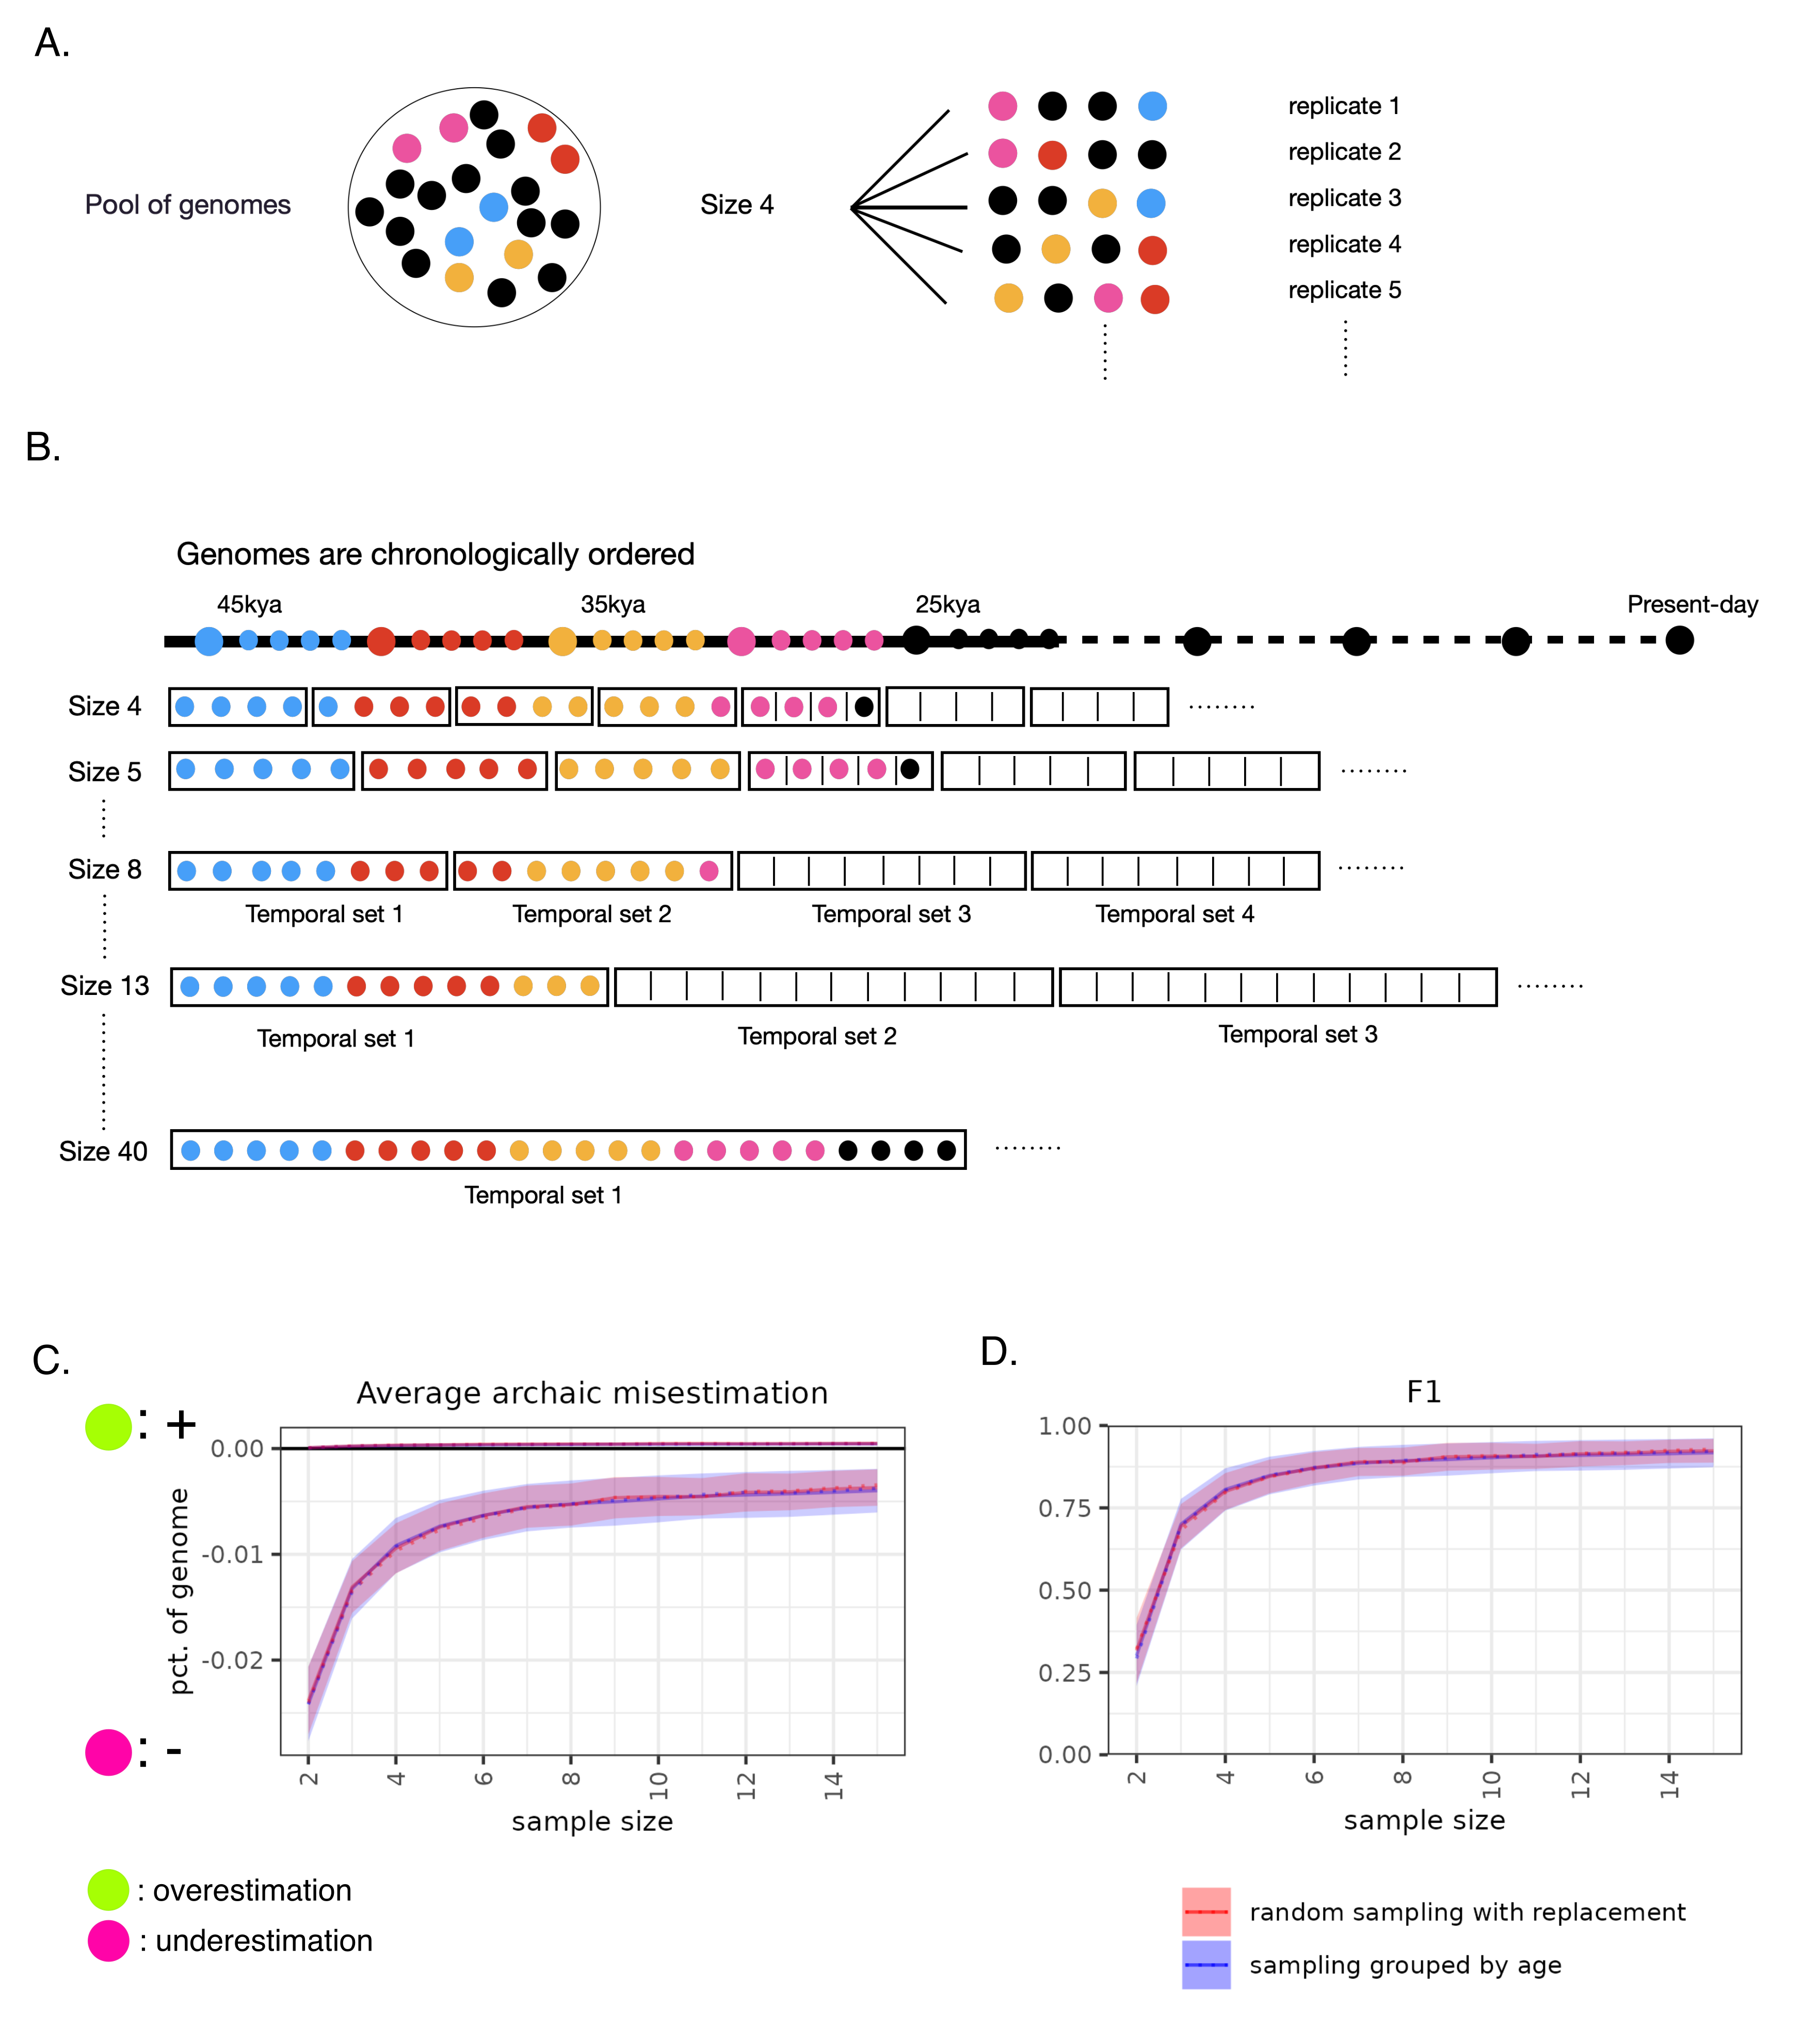 A.
Pool of genomes
Size 4
replicate 1
replicate 2
replicate 3
replicate 4
replicate 5
B.
Genomes are chronologically ordered
45kya 35kya 25kya Present-day
Size 4
Size 5
Size 8
Temporal set 1 Temporal set 2 Temporal set 3 Temporal set 4
Size 13
Temporal set 1 Temporal set 2 Temporal set 3
Size 40
Temporal set 1
C.
: +
: -
Average archaic misestimation
pct. of genome
0.00
-0.01
-0.02
2 4 6 8 10 12 14
sample size
: overestimation
: underestimation
D.
F1
1.00
0.75
0.50
0.25
0.00
2 4 6 8 10 12 14
sample size
random sampling with replacement
sampling grouped by age